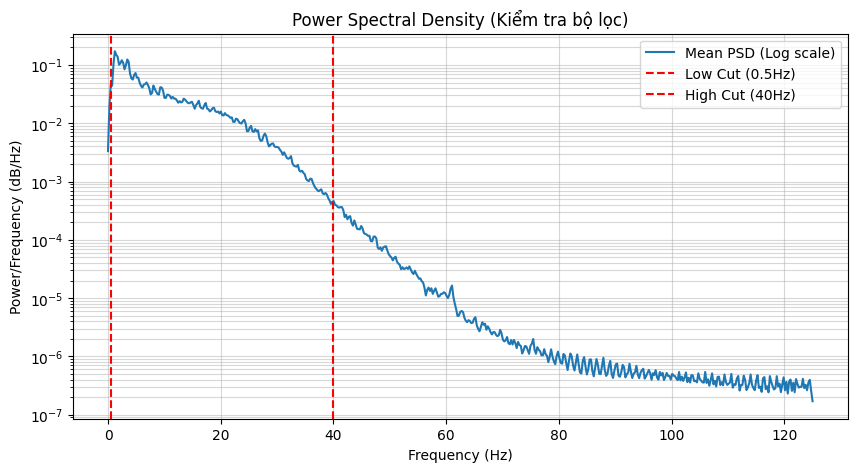 Power Spectral Density (Kiểm tra bộ lọc)
Mean PSD (Log scale)
Low Cut (0.5Hz)
High Cut (40Hz)
Power/Frequency (dB/Hz)
10⁻¹
10⁻²
10⁻³
10⁻⁴
10⁻⁵
10⁻⁶
10⁻⁷
0 20 40 60 80 100 120
Frequency (Hz)